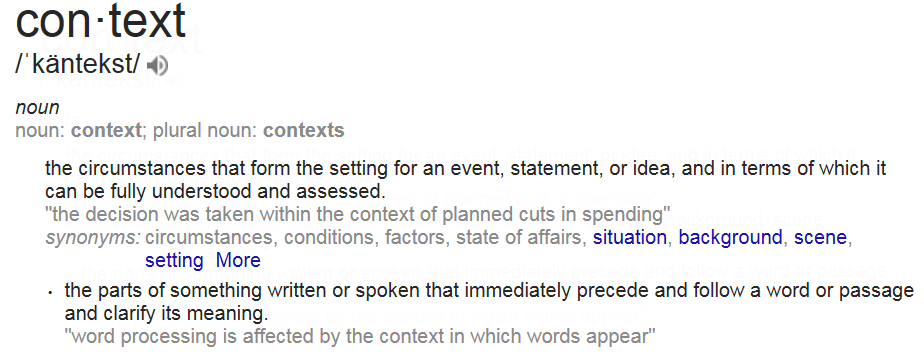 con·text
/ˈkäntekst/
noun
noun: context; plural noun: contexts
the circumstances that form the setting for an event, statement, or idea, and in terms of which it
can be fully understood and assessed.
"the decision was taken within the context of planned cuts in spending"
synonyms: circumstances, conditions, factors, state of affairs, situation, background, scene,
setting More
· the parts of something written or spoken that immediately precede and follow a word or passage
and clarify its meaning.
"word processing is affected by the context in which words appear"